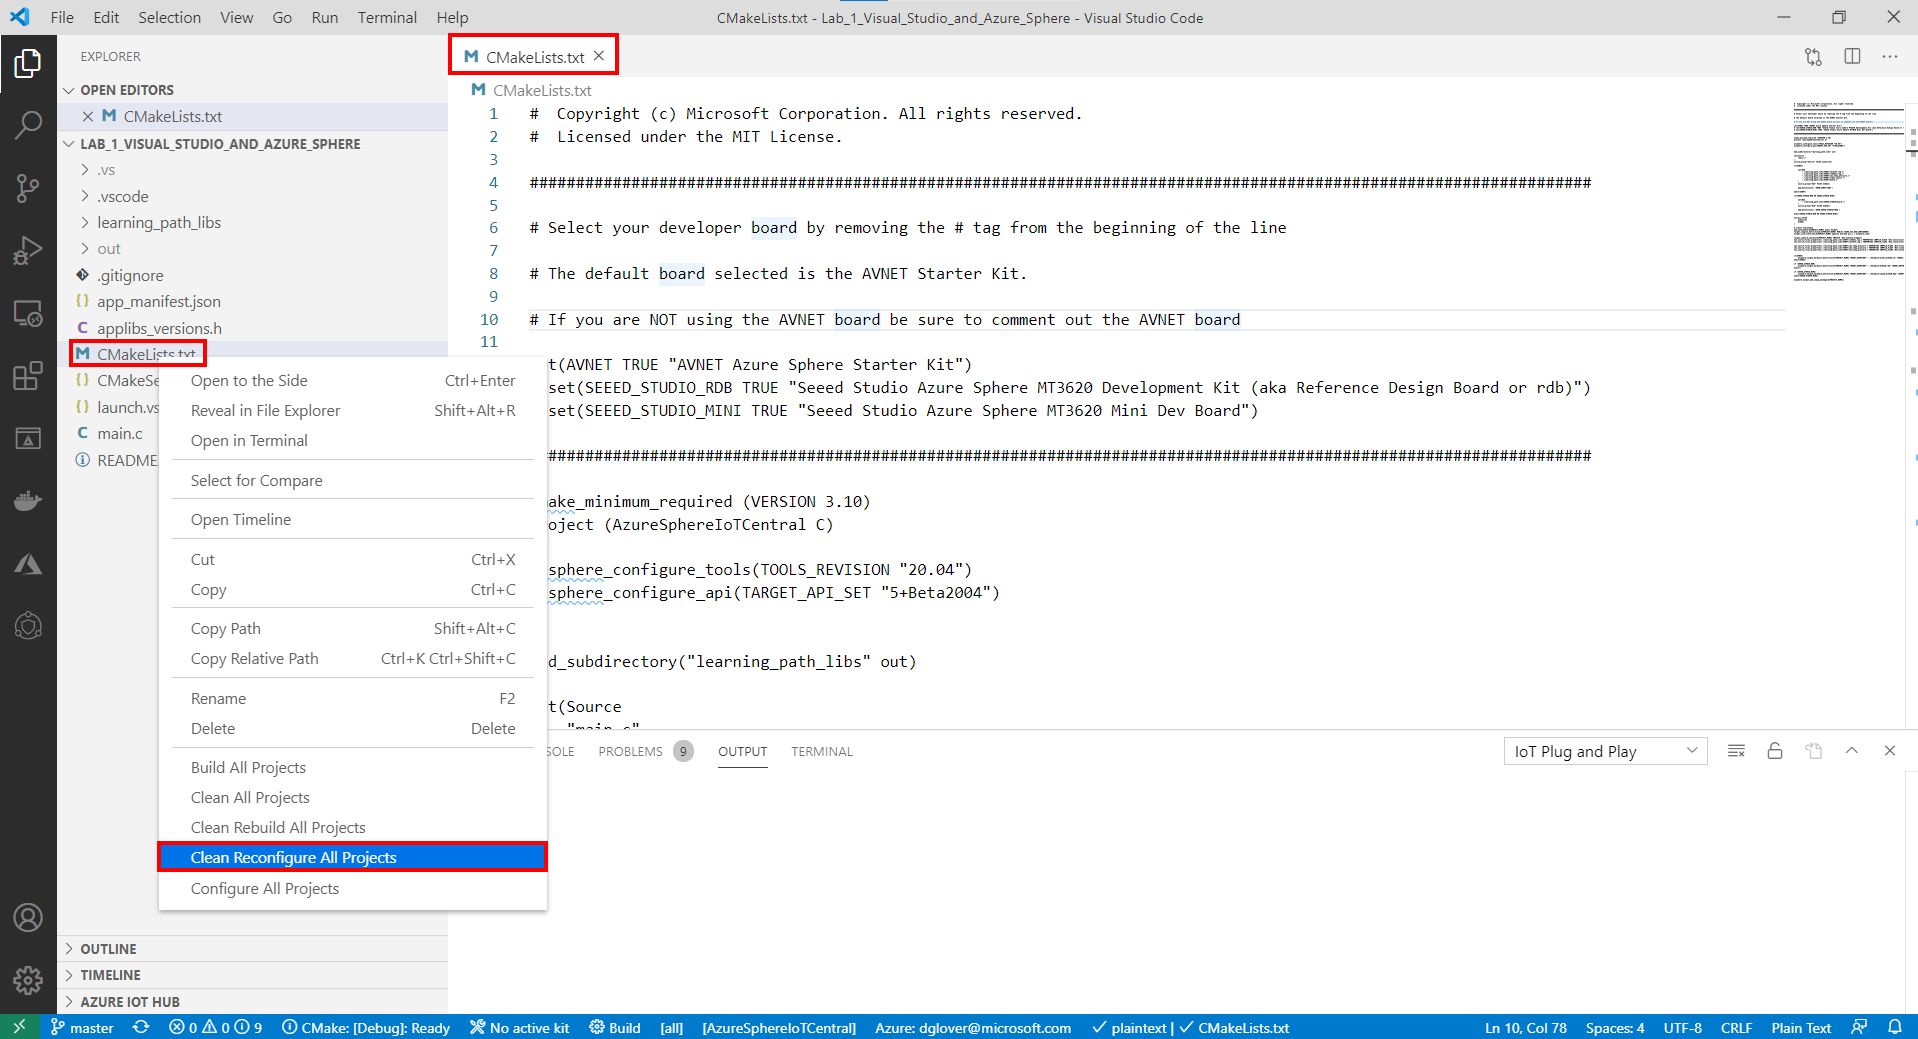 File Edit Selection View Go Run Terminal Help
CMakeLists.txt - Lab_1_Visual_Studio_and_Azure_Sphere - Visual Studio Code
EXPLORER
OPEN EDITORS
CMakeLists.txt
LAB_1_VISUAL_STUDIO_AND_AZURE_SPHERE
.vs
.vscode
learning_path_libs
out
.gitignore
app_manifest.json
applibs_versions.h
CMakeLists.txt
CMakeSe
launch.vs
main.c
README.
OUTLINE
TIMELINE
AZURE IOT HUB
Open to the Side Ctrl+Enter
Reveal in File Explorer Shift+Alt+R
Open in Terminal
Select for Compare
Open Timeline
Cut Ctrl+X
Copy Ctrl+C
Copy Path Shift+Alt+C
Copy Relative Path Ctrl+K Ctrl+Shift+C
Rename F2
Delete Delete
Build All Projects
Clean All Projects
Clean Rebuild All Projects
Clean Reconfigure All Projects
Configure All Projects
CMakeLists.txt
CMakeLists.txt
1 # Copyright (c) Microsoft Corporation. All rights reserved.
2 # Licensed under the MIT License.
3
4 ###################################################################################################################
5
6 # Select your developer board by removing the # tag from the beginning of the line
7
8 # The default board selected is the AVNET Starter Kit.
9
10 # If you are NOT using the AVNET board be sure to comment out the AVNET board
11
t(AVNET TRUE "AVNET Azure Sphere Starter Kit")
set(SEEED_STUDIO_RDB TRUE "Seeed Studio Azure Sphere MT3620 Development Kit (aka Reference Design Board or rdb)")
set(SEEED_STUDIO_MINI TRUE "Seeed Studio Azure Sphere MT3620 Mini Dev Board")
#################################################################################################################
ake_minimum_required (VERSION 3.10)
oject (AzureSphereIoTCentral C)
sphere_configure_tools(TOOLS_REVISION "20.04")
sphere_configure_api(TARGET_API_SET "5+Beta2004")
d_subdirectory("learning_path_libs" out)
t(Source
"main.c"
SOLE PROBLEMS 9 OUTPUT TERMINAL
IoT Plug and Play
master 0 0 9 CMake: [Debug]: Ready No active kit Build [all] [AzureSphereIoTCentral] Azure: dglover@microsoft.com plaintext | CMakeLists.txt
Ln 10, Col 78 Spaces: 4 UTF-8 CRLF Plain Text